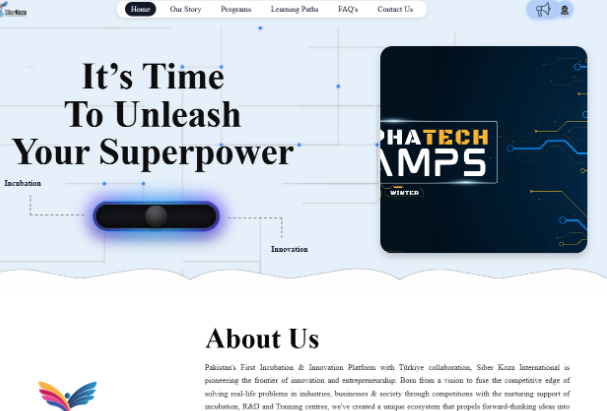 Home Our Story Programs Learning Paths FAQ's Contact Us
It's Time
To Unleash
Your Superpower
Incubation
Innovation
PHATECH
AMPS
WINTER
About Us
Pakistan's First Incubation & Innovation Platform with Türkiye collaboration, Siber Koza International is
pioneering the frontier of innovation and entrepreneurship. Born from a vision to fuse the competitive edge of
solving real-life problems in industries, businesses & society through competitions with the nurturing support of
incubation, R&D and Training centres, we've created a unique ecosystem that propels forward-thinking ideas into